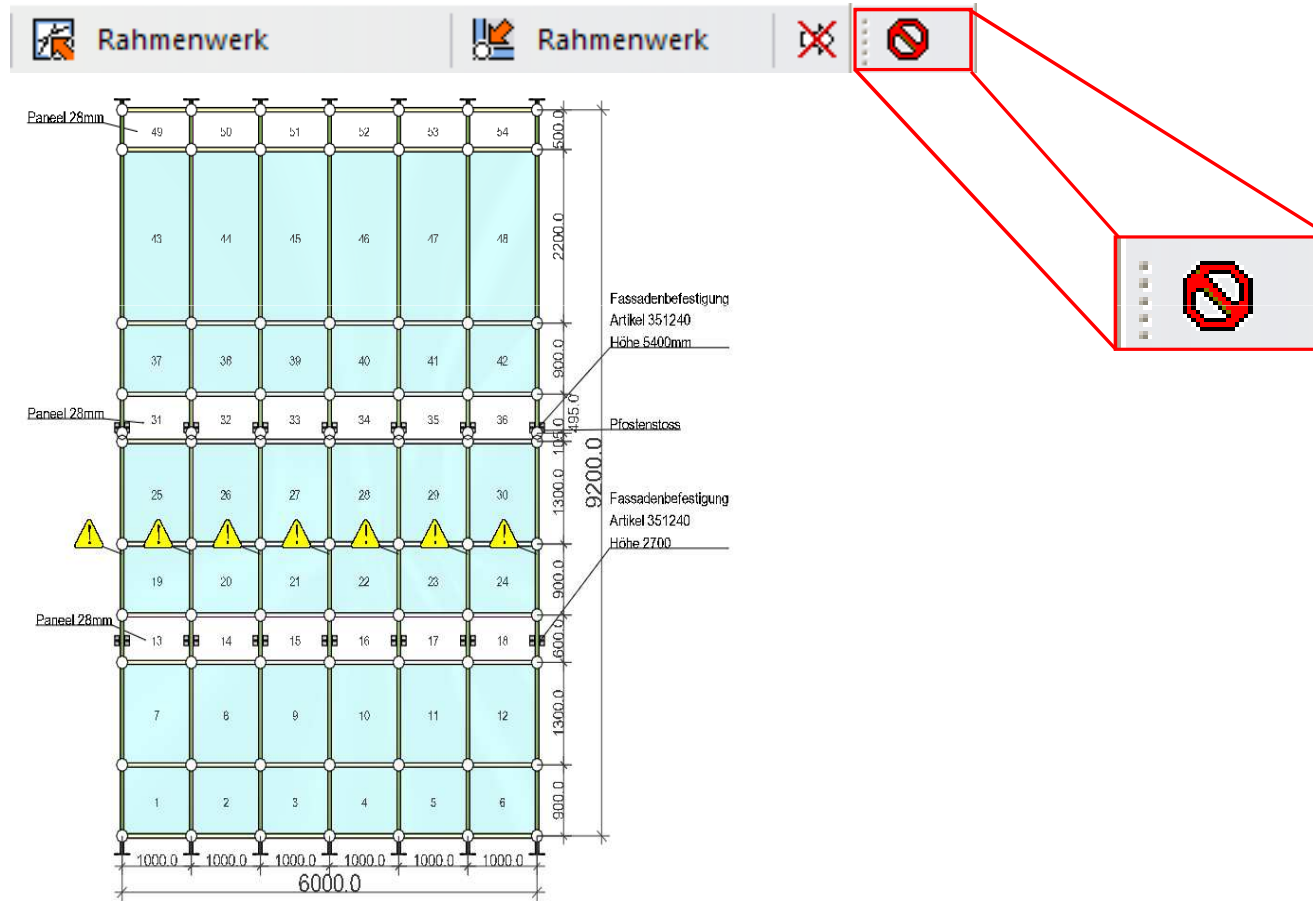 Rahmenwerk Rahmenwerk
Paneel 28mm
49 50 51 52 53 54
500.0
43 44 45 46 47 48
2200.0
Fassadenbefestigung
Artikel 351240
Höhe 5400mm
37 38 39 40 41 42
900.0
Paneel 28mm
31 32 33 34 35 36
495.0
Pfostenstoss
105.0
9200.0
25 26 27 28 29 30
1300.0
Fassadenbefestigung
Artikel 351240
Höhe 2700
19 20 21 22 23 24
900.0
Paneel 28mm
13 14 15 16 17 18
600.0
7 8 9 10 11 12
1300.0
1 2 3 4 5 6
900.0
1000.0 1000.0 1000.0 1000.0 1000.0 1000.0
6000.0